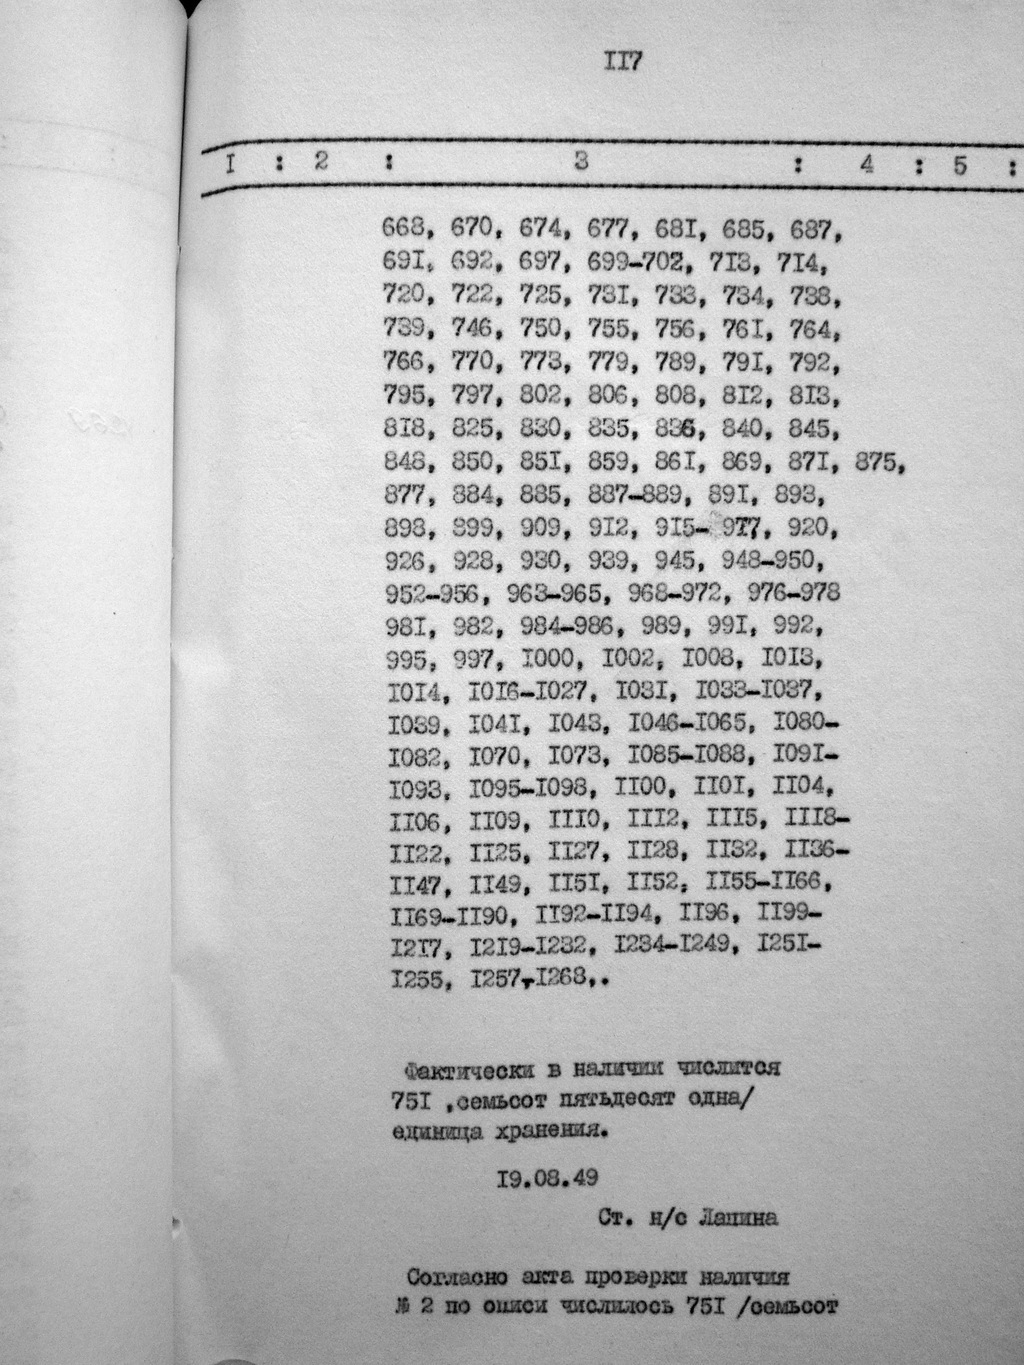 II7
I : 2 : 3 : 4 : 5 :
668, 670, 674, 677, 68I, 685, 687,
69I, 692, 697, 699-702, 7I3, 7I4,
720, 722, 725, 73I, 733, 734, 738,
739, 746, 750, 755, 756, 76I, 764,
766, 770, 773, 779, 789, 79I, 792,
795, 797, 802, 806, 808, 8I2, 8I3,
8I8, 825, 830, 835, 836, 840, 845,
848, 850, 85I, 859, 86I, 869, 87I, 875,
877, 884, 885, 887-889, 89I, 893,
898, 899, 909, 9I2, 9I5- 9I7, 920,
926, 928, 930, 939, 945, 948-950,
952-956, 963-965, 968-972, 976-978
98I, 982, 984-986, 989, 99I, 992,
995, 997, I000, I002, I008, I0I3,
I0I4, I0I6-I027, I03I, I033-I037,
I039, I04I, I043, I046-I065, I080-
I082, I070, I073, I085-I088, I09I-
I093, I095-I098, II00, II0I, II04,
II06, II09, III0, III2, III5, III8-
II22, II25, II27, II28, II32, II36-
II47, II49, II5I, II52, II55-II66,
II69-II90, II92-II94, II96, II99-
I2I7, I2I9-I232, I234-I249, I25I-
I255, I257-I268,.
Фактически в наличии числится
75I ,семьсот пятьдесят одна/
единица хранения.
I9.08.49
Ст. н/с Лапина
Согласно акта проверки наличия
№ 2 по описи числилось 75I /семьсот